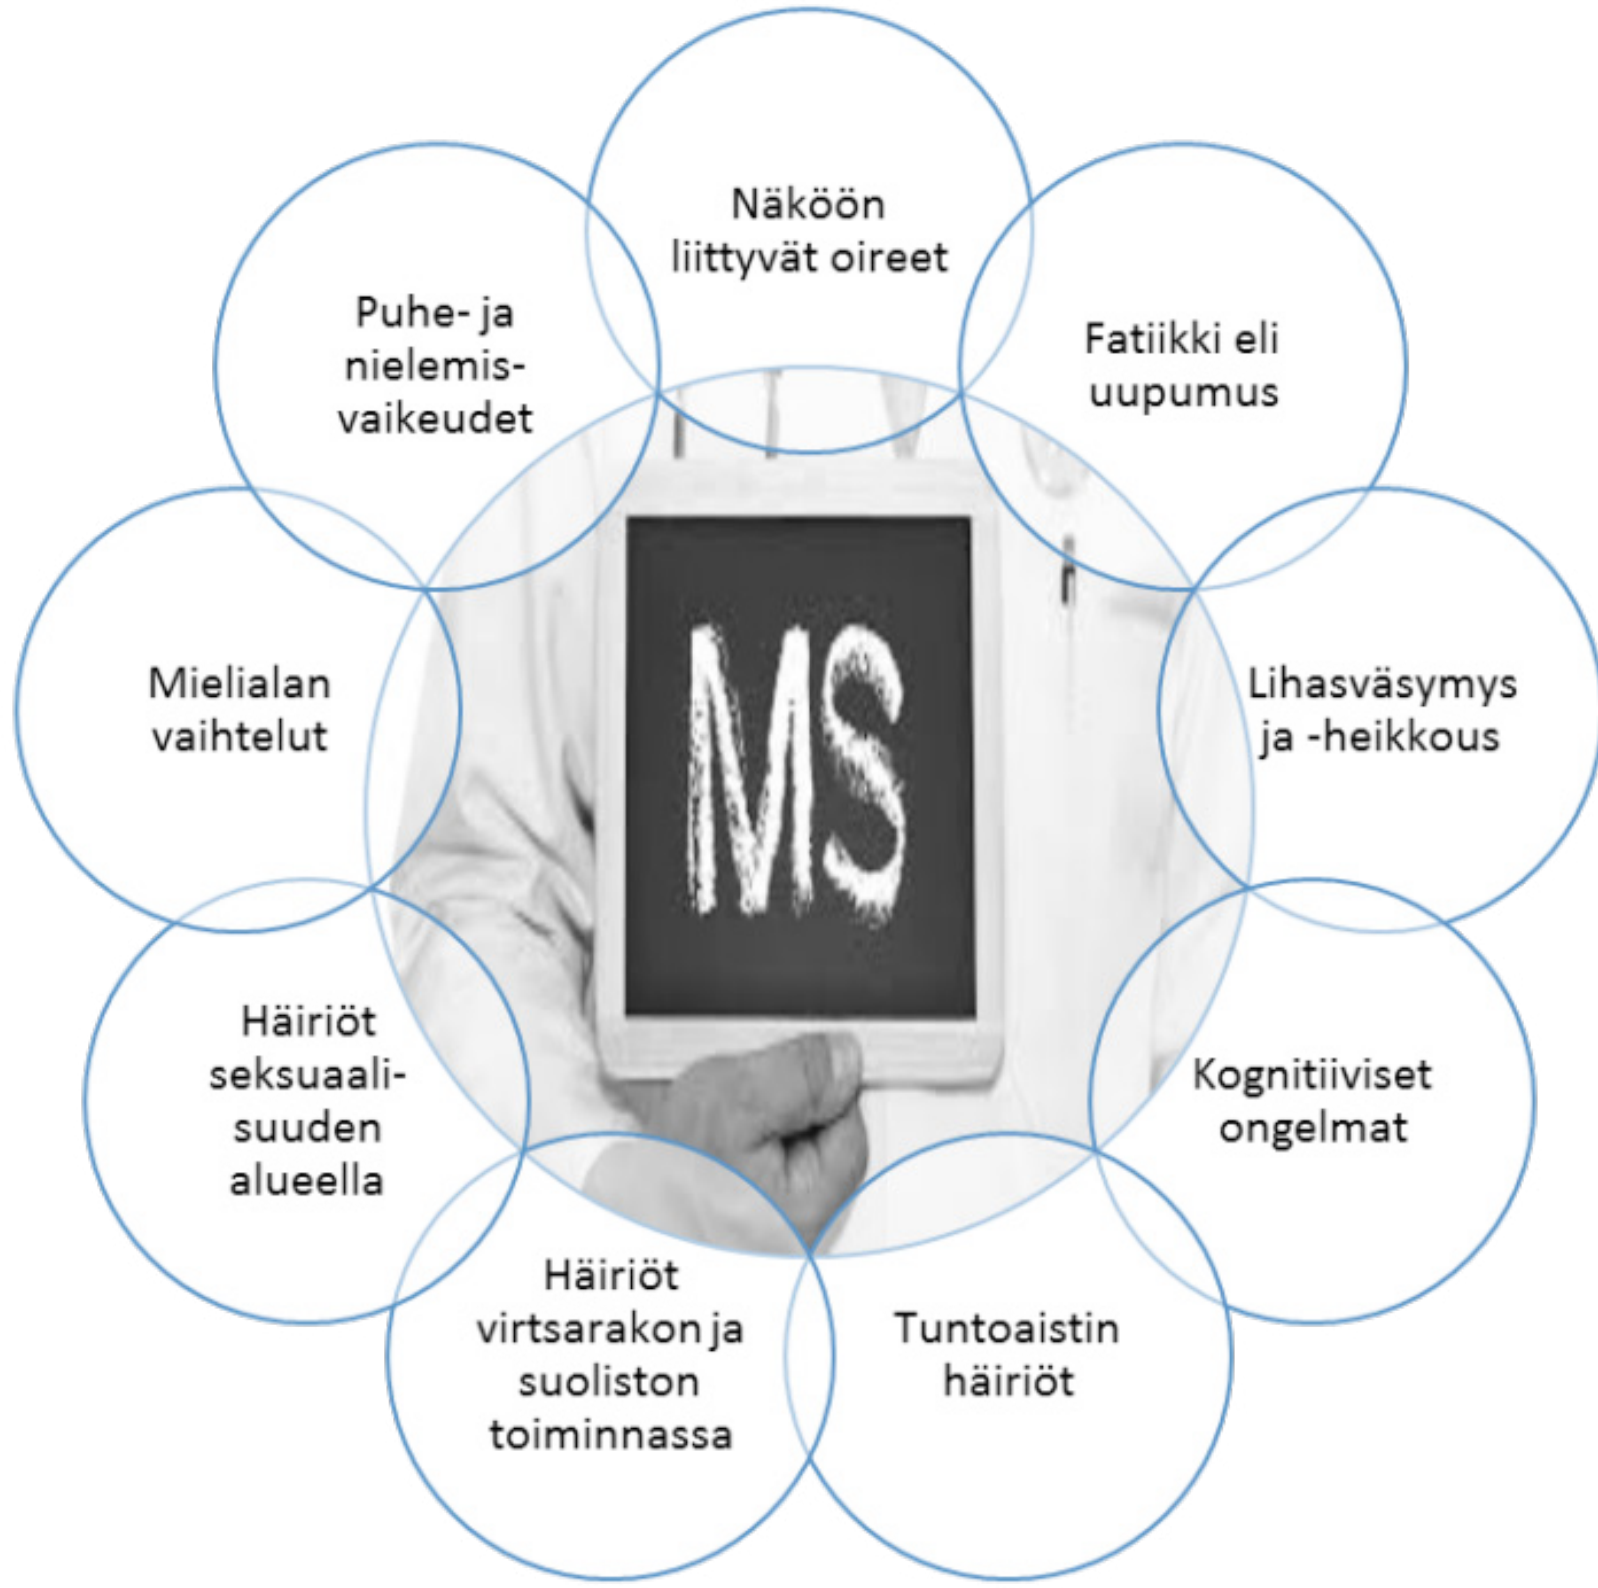 Näköön
liittyvät oireet
Fatiikki eli
uupumus
Lihasväsymys
ja -heikkous
Kognitiiviset
ongelmat
Tuntoaistin
häiriöt
Häiriöt
virtsarakon ja
suoliston
toiminnassa
Häiriöt
seksuaali-
suuden
alueella
Mielialan
vaihtelut
Puhe- ja
nielemis-
vaikeudet
MS